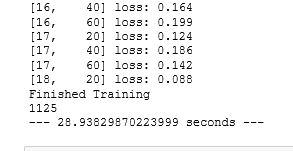 [16,    40] loss: 0.164
[16,    60] loss: 0.199
[17,    20] loss: 0.124
[17,    40] loss: 0.186
[17,    60] loss: 0.142
[18,    20] loss: 0.088
Finished Training
1125
--- 28.93829870223999 seconds ---